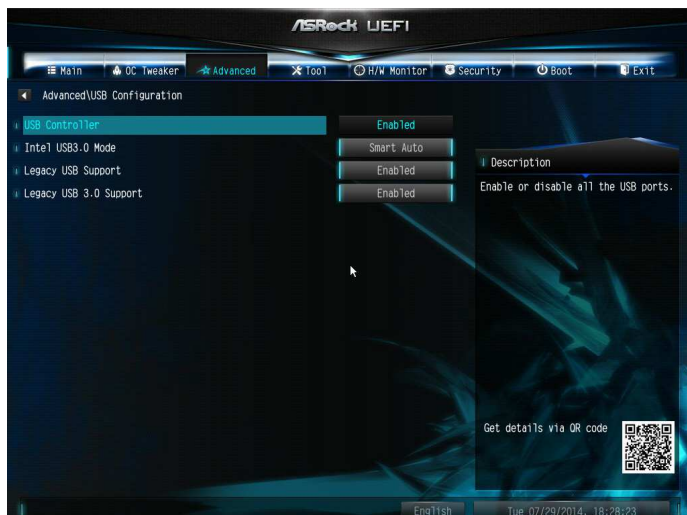 ASRock UEFI
Main OC Tweaker Advanced Tool H/W Monitor Security Boot Exit
Advanced\USB Configuration
USB Controller Enabled
Intel USB3.0 Mode Smart Auto
Legacy USB Support Enabled
Legacy USB 3.0 Support Enabled
Description
Enable or disable all the USB ports.
Get details via QR code
English Tue 07/29/2014, 18:28:23